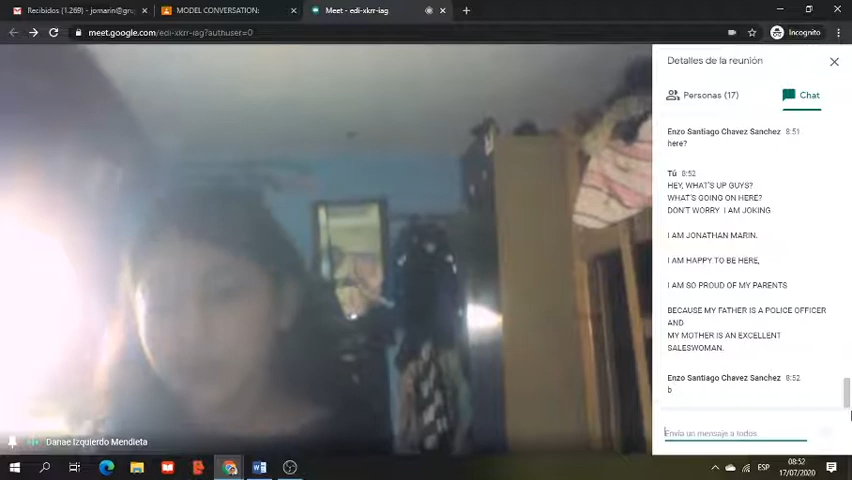 Recibidos (1.269) - jomarin@gru
MODEL CONVERSATION:
Meet - edi-xkrr-iag
meet.google.com/edi-xkrr-iag?authuser=0
Incognito
Detalles de la reunión
Personas (17)
Chat
Enzo Santiago Chavez Sanchez 8:51
here?
Tú 8:52
HEY, WHAT'S UP GUYS?
WHAT'S GOING ON HERE?
DON'T WORRY I AM JOKING
I AM JONATHAN MARIN.
I AM HAPPY TO BE HERE,
I AM SO PROUD OF MY PARENTS
BECAUSE MY FATHER IS A POLICE OFFICER
AND
MY MOTHER IS AN EXCELLENT
SALESWOMAN.
Enzo Santiago Chavez Sanchez 8:52
b
Envía un mensaje a todos
Danae Izquierdo Mendieta
ESP
08:52
17/07/2020